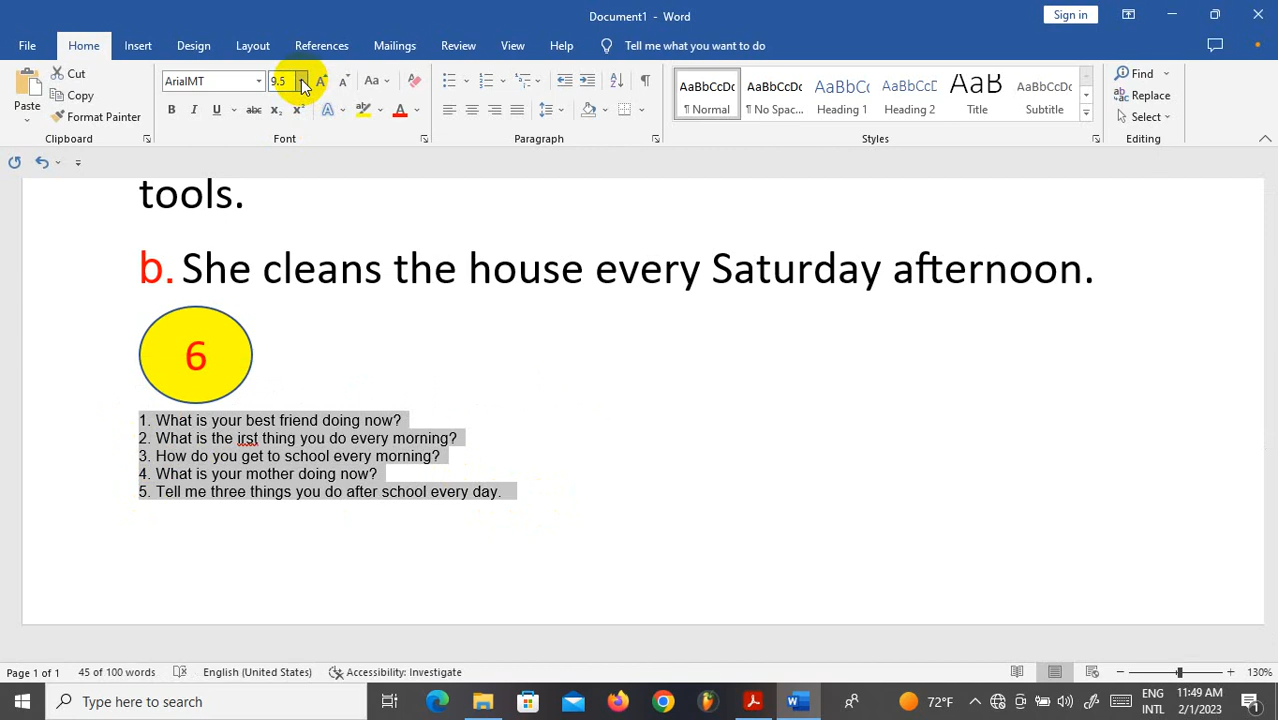 Document1 - Word
Sign in
File Home Insert Design Layout References Mailings Review View Help Tell me what you want to do
Paste
Cut
Copy
Format Painter
Clipboard
ArialMT 9.5
Font
Paragraph
AaBbCcDc AaBbCcDc AaBbCc AaBbCcC AaB AaBbCcC
¶ Normal ¶ No Spac... Heading 1 Heading 2 Title Subtitle
Styles
Find
Replace
Select
Editing
tools.
b. She cleans the house every Saturday afternoon.
6
1. What is your best friend doing now?
2. What is the irst thing you do every morning?
3. How do you get to school every morning?
4. What is your mother doing now?
5. Tell me three things you do after school every day.
Page 1 of 1 45 of 100 words English (United States) Accessibility: Investigate 130%
Type here to search
72°F
ENG
INTL
11:49 AM
2/1/2023